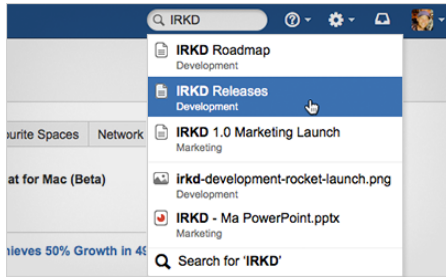 IRKD
IRKD Roadmap
Development
IRKD Releases
Development
ourite Spaces Network
IRKD 1.0 Marketing Launch
Marketing
at for Mac (Beta)
irkd-development-rocket-launch.png
Development
IRKD - Ma PowerPoint.pptx
Marketing
hieves 50% Growth in 49
Search for 'IRKD'